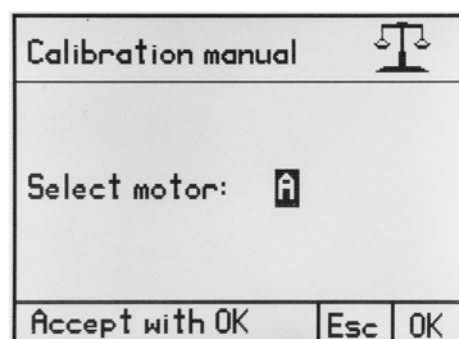 Calibration manual
Select motor: A
Accept with OK
Esc
OK